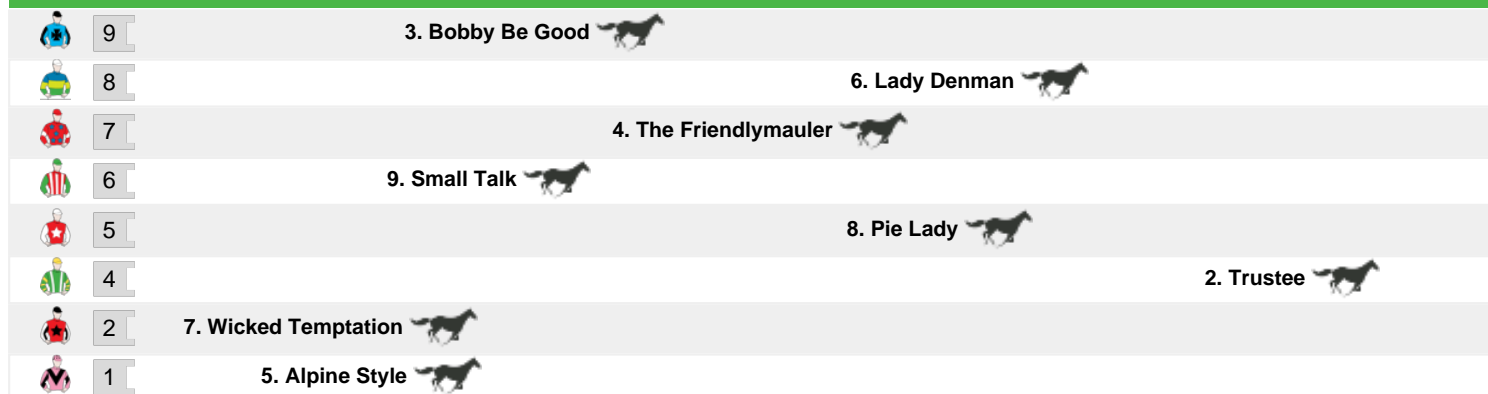 9 3. Bobby Be Good
8 6. Lady Denman
7 4. The Friendlymauler
6 9. Small Talk
5 8. Pie Lady
4 2. Trustee
2 7. Wicked Temptation
1 5. Alpine Style